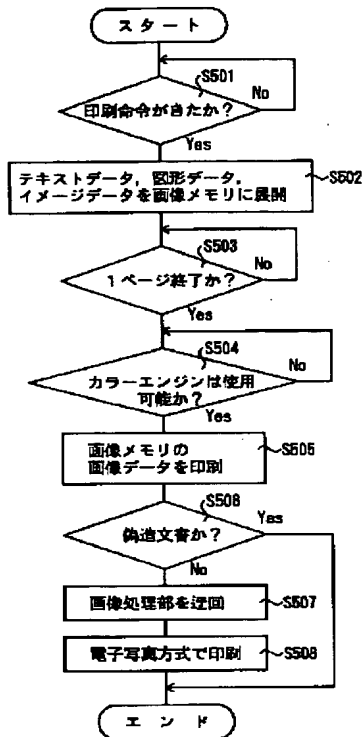 スタート
S501
No
印刷命令がきたか?
Yes
テキストデータ,図形データ,
イメージデータを画像メモリに展開
S502
S503
No
1ページ終了か?
Yes
S504
No
カラーエンジンは使用
可能か?
Yes
画像メモリの
画像データを印刷
S505
S506
Yes
偽造文書か?
No
画像処理部を迂回
S507
電子写真方式で印刷
S508
エンド